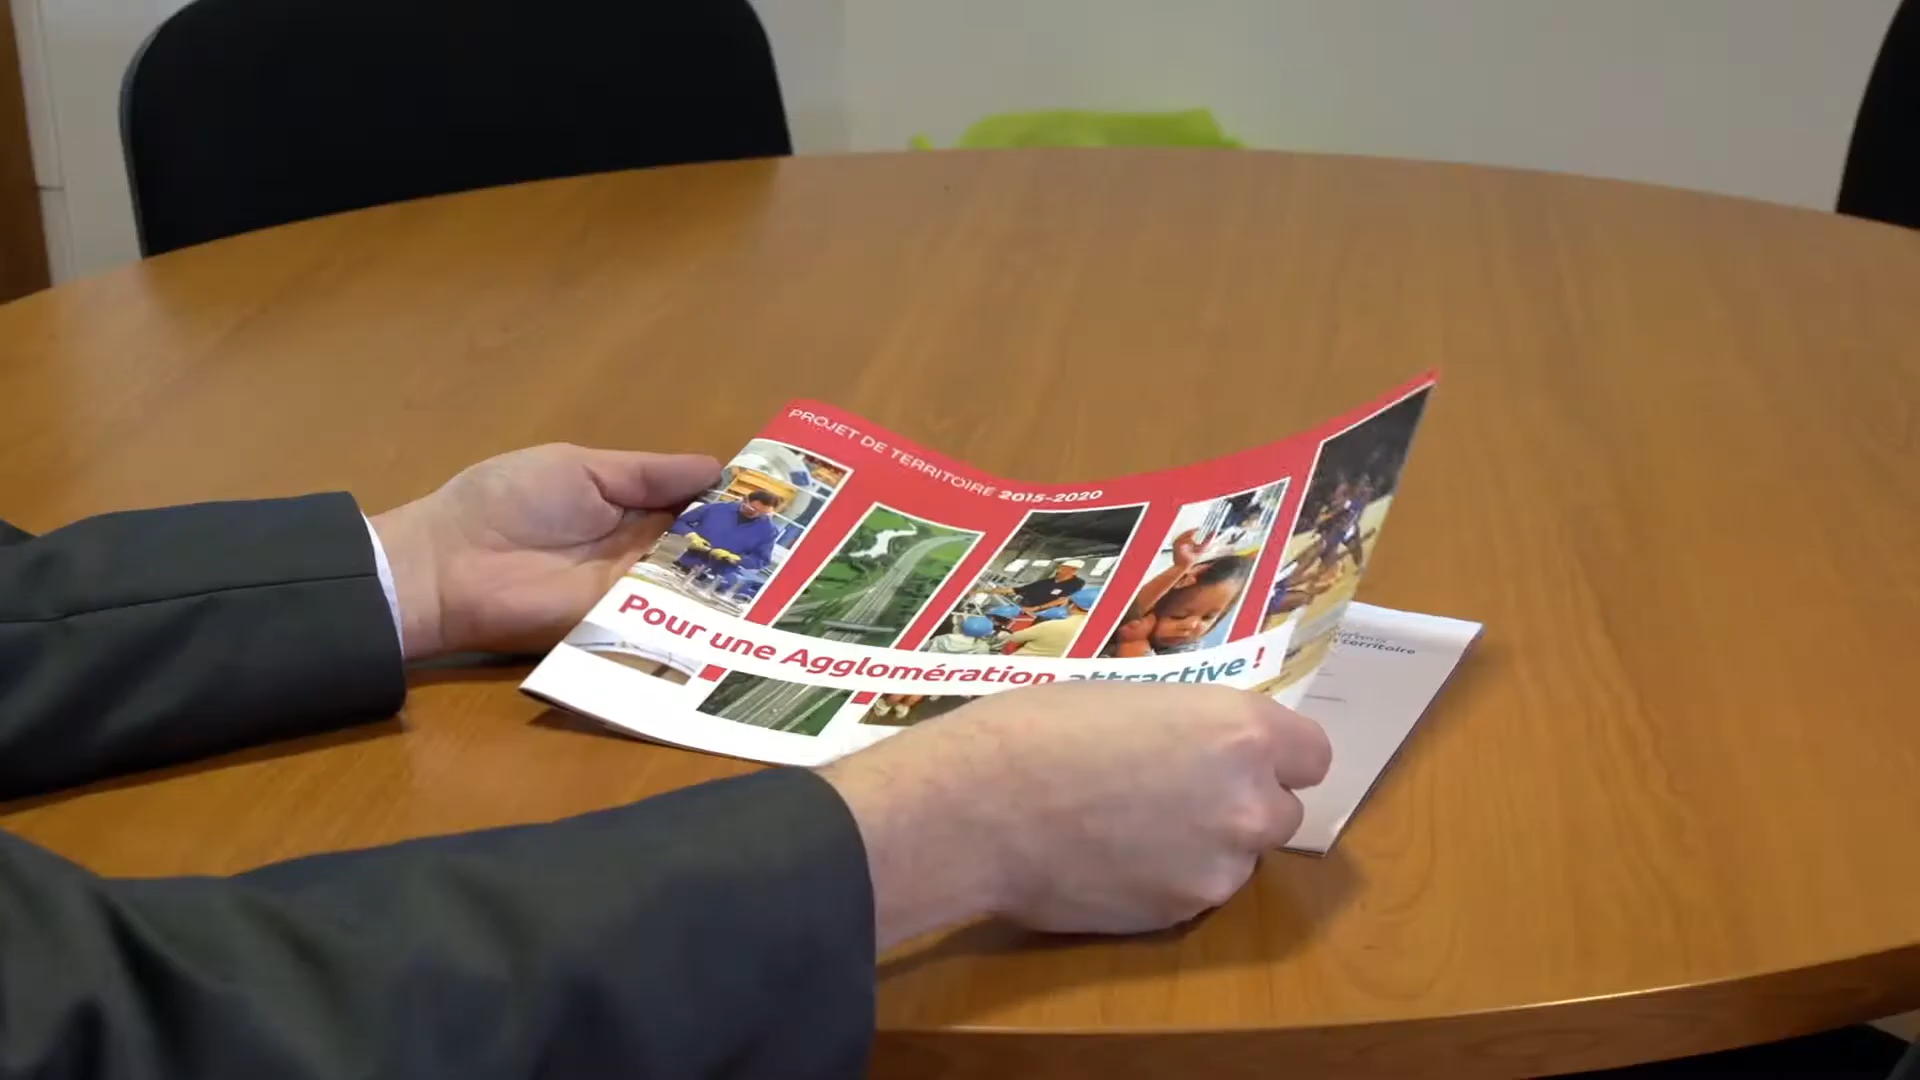 PROJET DE TERRITOIRE 2015-2020
Pour une Agglomération attractive !
territoire